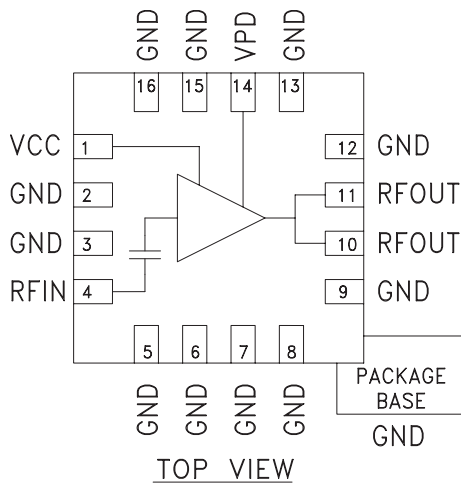 GND GND VPD GND
16 15 14 13
VCC 1 12 GND
GND 2 11 RFOUT
GND 3 10 RFOUT
RFIN 4 9 GND
5 6 7 8
GND GND GND GND
PACKAGE
BASE
GND
TOP VIEW